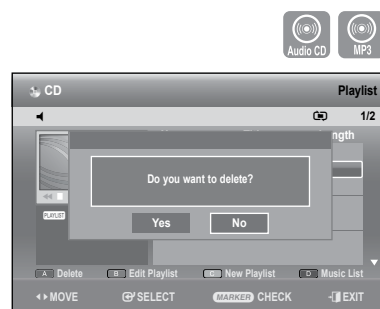 Audio CD MP3
CD Playlist
1/2
ngth
Do you want to delete?
Yes No
PLAYLIST
A Delete B Edit Playlist C New Playlist D Music List
MOVE SELECT MARKER CHECK EXIT